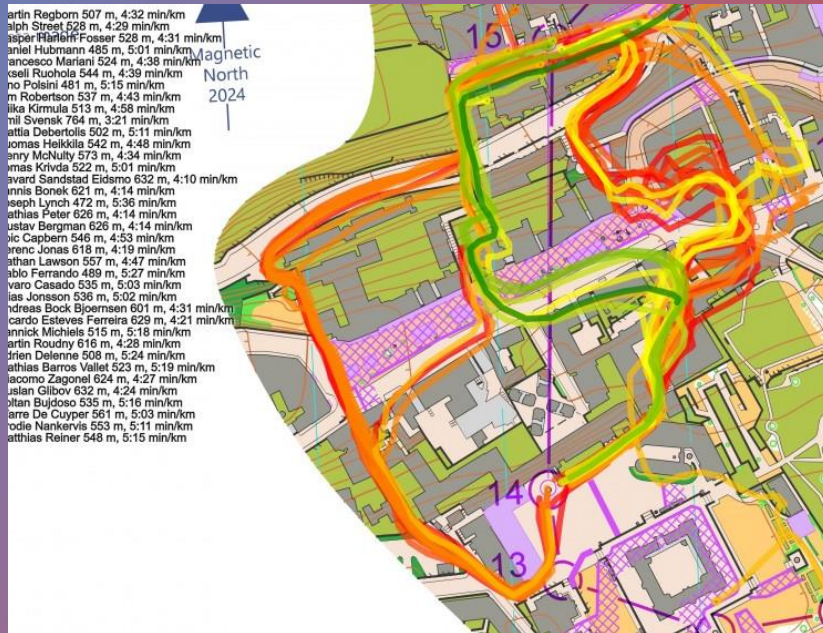 artin Regborn 507 m, 4:32 min/km
alph Street 528 m, 4:29 min/km
asper Harlem Fosser 528 m, 4:31 min/km
aniel Hubmann 485 m, 5:01 min/km
rancesco Mariani 524 m, 4:38 min/km
kseli Ruohola 544 m, 4:39 min/km
no Polsini 481 m, 5:15 min/km
m Robertson 537 m, 4:43 min/km
iika Kirmula 513 m, 4:58 min/km
mil Svensk 764 m, 3:21 min/km
attia Debertolis 502 m, 5:11 min/km
uomas Heikkila 542 m, 4:48 min/km
enry McNulty 573 m, 4:34 min/km
omas Krivda 522 m, 5:01 min/km
avard Sandstad Eidsmo 632 m, 4:10 min/km
annis Bonek 621 m, 4:14 min/km
oseph Lynch 472 m, 5:36 min/km
athias Peter 626 m, 4:14 min/km
ustav Bergman 626 m, 4:14 min/km
oic Capbern 546 m, 4:53 min/km
erenc Jonas 618 m, 4:19 min/km
athan Lawson 557 m, 4:47 min/km
ablo Ferrando 489 m, 5:27 min/km
varo Casado 535 m, 5:03 min/km
ias Jonsson 536 m, 5:02 min/km
ndreas Bock Bjoernsen 601 m, 4:31 min/km
cardo Esteves Ferreira 629 m, 4:21 min/km
annick Michiels 515 m, 5:18 min/km
artin Roudny 616 m, 4:28 min/km
drien Delenne 508 m, 5:24 min/km
athias Barros Vallet 523 m, 5:19 min/km
iacomo Zagonel 624 m, 4:27 min/km
uslan Glibov 632 m, 4:24 min/km
oltan Bujdoso 535 m, 5:16 min/km
arre De Cuyper 561 m, 5:03 min/km
rodie Nankervis 553 m, 5:11 min/km
atthias Reiner 548 m, 5:15 min/km
Magnetic
North
2024
15
14
13